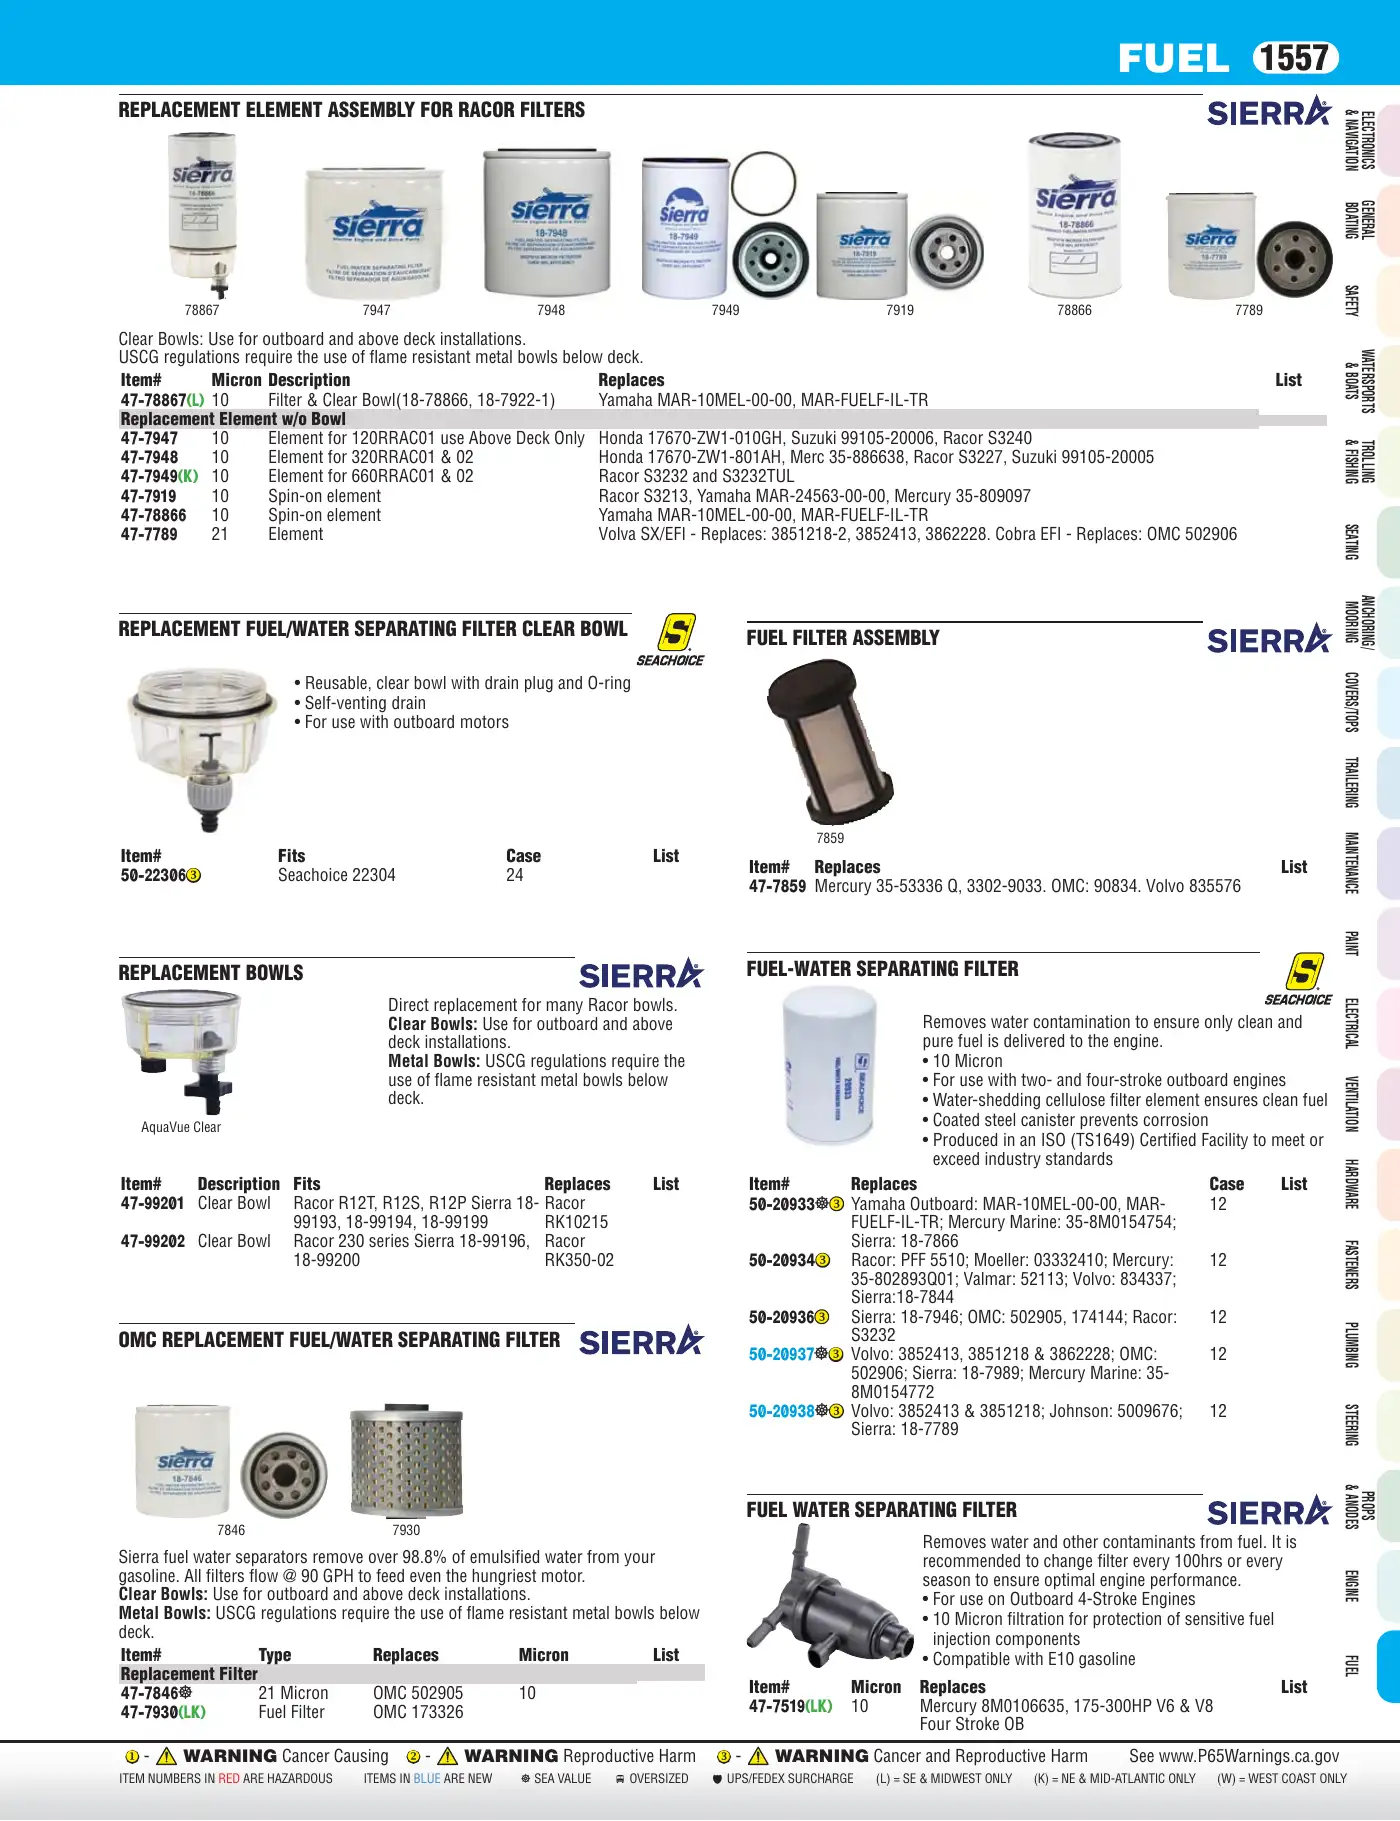 FUEL 1557
REPLACEMENT ELEMENT ASSEMBLY FOR RACOR FILTERS
SIERRA
78867
7947
7948
7949
7919
78866
7789
Clear Bowls: Use for outboard and above deck installations.
USCG regulations require the use of flame resistant metal bowls below deck.
Item# Micron Description Replaces List
47-78867(L) 10 Filter & Clear Bowl(18-78866, 18-7922-1) Yamaha MAR-10MEL-00-00, MAR-FUELF-IL-TR
Replacement Element w/o Bowl
47-7947 10 Element for 120RRAC01 use Above Deck Only Honda 17670-ZW1-010GH, Suzuki 99105-20006, Racor S3240
47-7948 10 Element for 320RRAC01 & 02 Honda 17670-ZW1-801AH, Merc 35-886638, Racor S3227, Suzuki 99105-20005
47-7949(K) 10 Element for 660RRAC01 & 02 Racor S3232 and S3232TUL
47-7919 10 Spin-on element Racor S3213, Yamaha MAR-24563-00-00, Mercury 35-809097
47-78866 10 Spin-on element Yamaha MAR-10MEL-00-00, MAR-FUELF-IL-TR
47-7789 21 Element Volva SX/EFI - Replaces: 3851218-2, 3852413, 3862228. Cobra EFI - Replaces: OMC 502906
REPLACEMENT FUEL/WATER SEPARATING FILTER CLEAR BOWL
SEACHOICE
• Reusable, clear bowl with drain plug and O-ring
• Self-venting drain
• For use with outboard motors
Item# Fits Case List
50-22306 3 Seachoice 22304 24
FUEL FILTER ASSEMBLY
SIERRA
7859
Item# Replaces List
47-7859 Mercury 35-53336 Q, 3302-9033. OMC: 90834. Volvo 835576
REPLACEMENT BOWLS
SIERRA
Direct replacement for many Racor bowls.
Clear Bowls: Use for outboard and above
deck installations.
Metal Bowls: USCG regulations require the
use of flame resistant metal bowls below
deck.
AquaVue Clear
Item# Description Fits Replaces List
47-99201 Clear Bowl Racor R12T, R12S, R12P Sierra 18- Racor
99193, 18-99194, 18-99199 RK10215
47-99202 Clear Bowl Racor 230 series Sierra 18-99196, Racor
18-99200 RK350-02
FUEL-WATER SEPARATING FILTER
SEACHOICE
Removes water contamination to ensure only clean and
pure fuel is delivered to the engine.
• 10 Micron
• For use with two- and four-stroke outboard engines
• Water-shedding cellulose filter element ensures clean fuel
• Coated steel canister prevents corrosion
• Produced in an ISO (TS1649) Certified Facility to meet or
exceed industry standards
Item# Replaces Case List
50-20933 3 Yamaha Outboard: MAR-10MEL-00-00, MAR- 12
FUELF-IL-TR; Mercury Marine: 35-8M0154754;
Sierra: 18-7866
50-20934 3 Racor: PFF 5510; Moeller: 03332410; Mercury: 12
35-802893Q01; Valmar: 52113; Volvo: 834337;
Sierra:18-7844
50-20936 3 Sierra: 18-7946; OMC: 502905, 174144; Racor: 12
S3232
50-20937 3 Volvo: 3852413, 3851218 & 3862228; OMC: 12
502906; Sierra: 18-7989; Mercury Marine: 35-
8M0154772
50-20938 3 Volvo: 3852413 & 3851218; Johnson: 5009676; 12
Sierra: 18-7789
OMC REPLACEMENT FUEL/WATER SEPARATING FILTER
SIERRA
7846
7930
Sierra fuel water separators remove over 98.8% of emulsified water from your
gasoline. All filters flow @ 90 GPH to feed even the hungriest motor.
Clear Bowls: Use for outboard and above deck installations.
Metal Bowls: USCG regulations require the use of flame resistant metal bowls below
deck.
Item# Type Replaces Micron List
Replacement Filter
47-7846 21 Micron OMC 502905 10
47-7930(LK) Fuel Filter OMC 173326
FUEL WATER SEPARATING FILTER
SIERRA
Removes water and other contaminants from fuel. It is
recommended to change filter every 100hrs or every
season to ensure optimal engine performance.
• For use on Outboard 4-Stroke Engines
• 10 Micron filtration for protection of sensitive fuel
injection components
• Compatible with E10 gasoline
Item# Micron Replaces List
47-7519(LK) 10 Mercury 8M0106635, 175-300HP V6 & V8
Four Stroke OB
1 - WARNING Cancer Causing 2 - WARNING Reproductive Harm 3 - WARNING Cancer and Reproductive Harm See www.P65Warnings.ca.gov
ITEM NUMBERS IN RED ARE HAZARDOUS ITEMS IN BLUE ARE NEW SEA VALUE OVERSIZED UPS/FEDEX SURCHARGE (L) = SE & MIDWEST ONLY (K) = NE & MID-ATLANTIC ONLY (W) = WEST COAST ONLY
ELECTRONICS
& NAVIGATION
GENERAL
BOATING
SAFETY
WATERSPORTS
& BOATS
TROLLING
& FISHING
SEATING
ANCHORING/
MOORING
COVERS/TOPS
TRAILERING
MAINTENANCE
PAINT
ELECTRICAL
VENTILATION
HARDWARE
FASTENERS
PLUMBING
STEERING
PROPS
& ANODES
ENGINE
FUEL